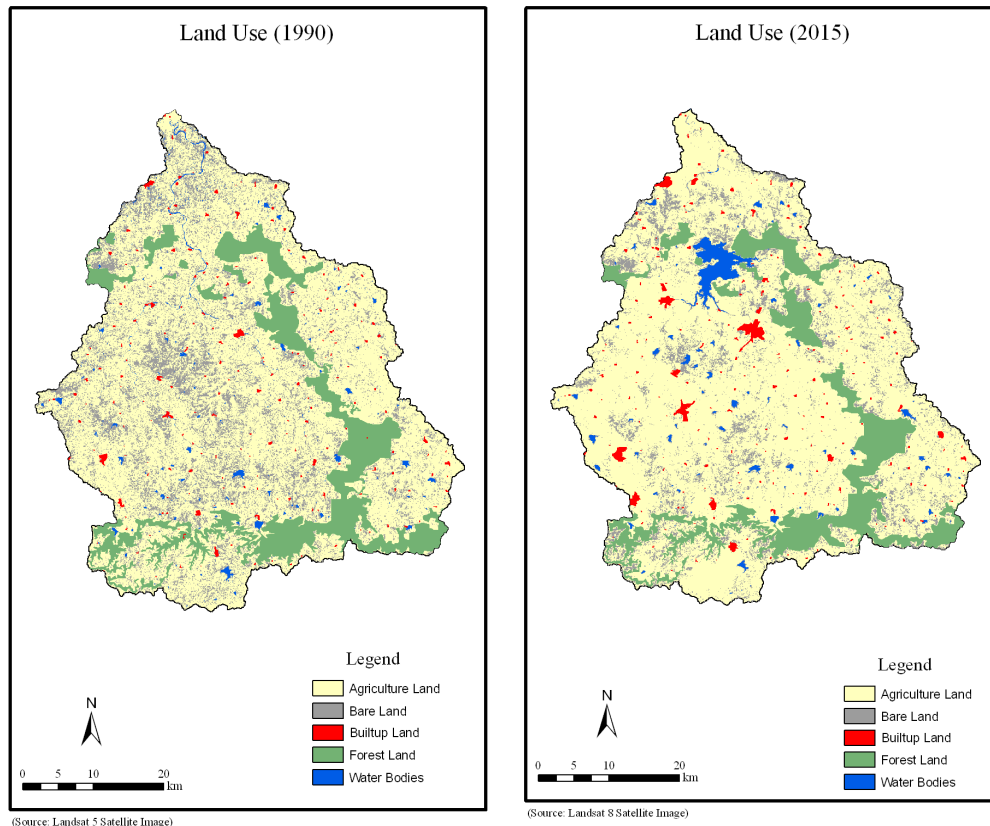 Land Use (1990)
N
0 5 10 20
km
Legend
Agriculture Land
Bare Land
Builtup Land
Forest Land
Water Bodies
(Source: Landsat 5 Satellite Image)
Land Use (2015)
N
0 5 10 20
km
Legend
Agriculture Land
Bare Land
Builtup Land
Forest Land
Water Bodies
(Source: Landsat 8 Satellite Image)